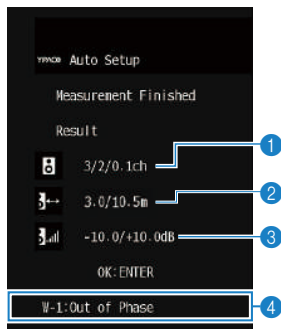 YPAO Auto Setup
Measurement Finished
Result
3/2/0.1ch
1
3.0/10.5m
2
-10.0/+10.0dB
3
OK:ENTER
W-1:Out of Phase
4